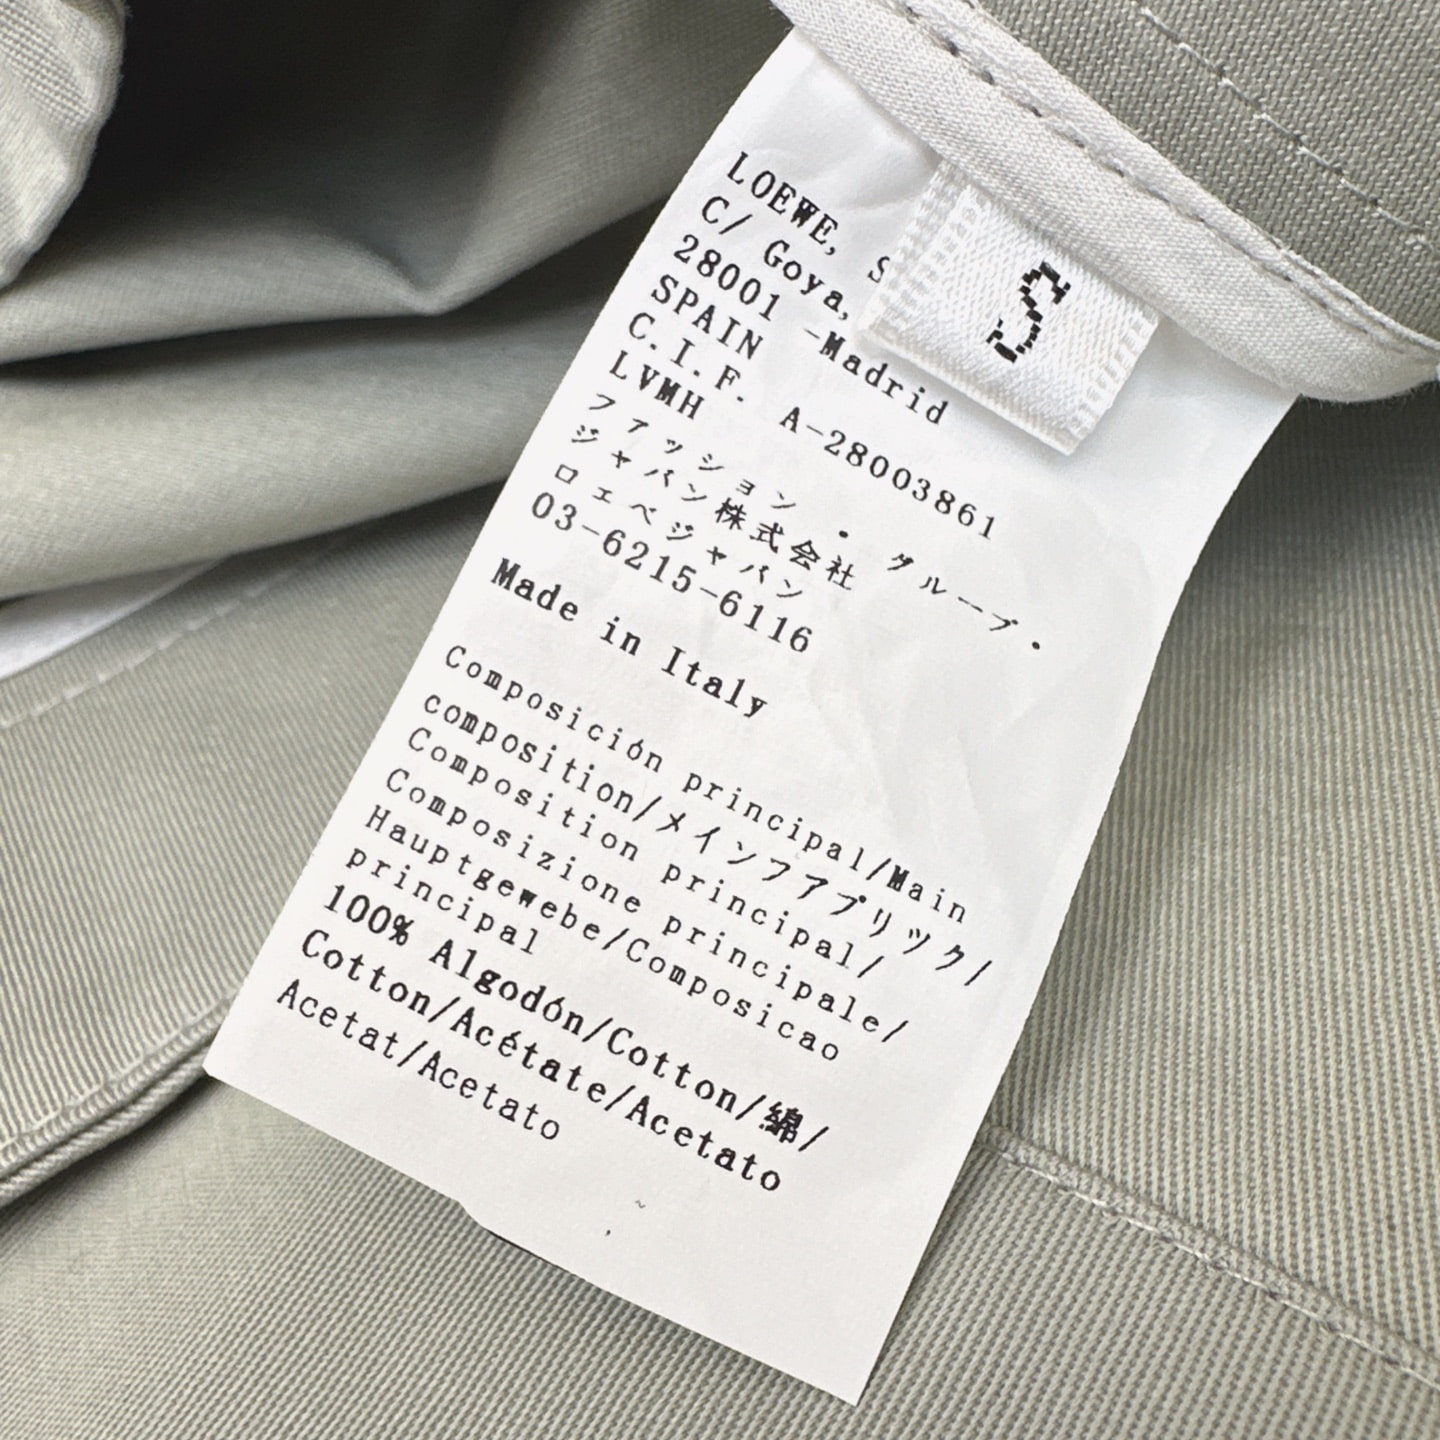 LOEWE, S
C/ Goya,
28001 -Madrid
SPAIN
C.I.F. A-28003861
LVMH
ファッション・グループ・
ジャパン株式会社
ロエベジャパン
03-6215-6116
Made in Italy
Composición principal/Main
composition/メインファアブリック/
Composition principal/
Composizione principale/
Hauptgewebe/Composicao
principal
100% Algodón/Cotton/綿/
Cotton/Acétate/Acetato
Acetat/Acetato
S